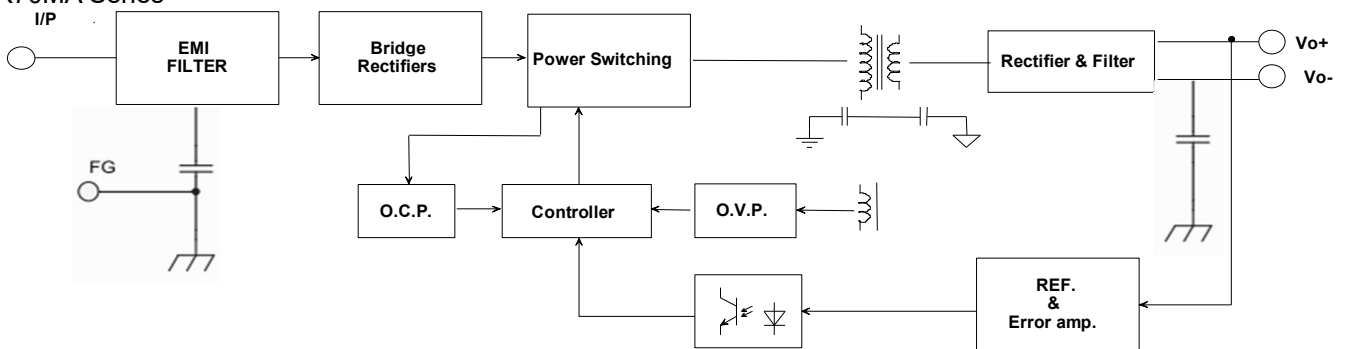 I/P
EMI
FILTER
Bridge
Rectifiers
Power Switching
Rectifier & Filter
Vo+
Vo-
FG
O.C.P.
Controller
O.V.P.
REF.
&
Error amp.